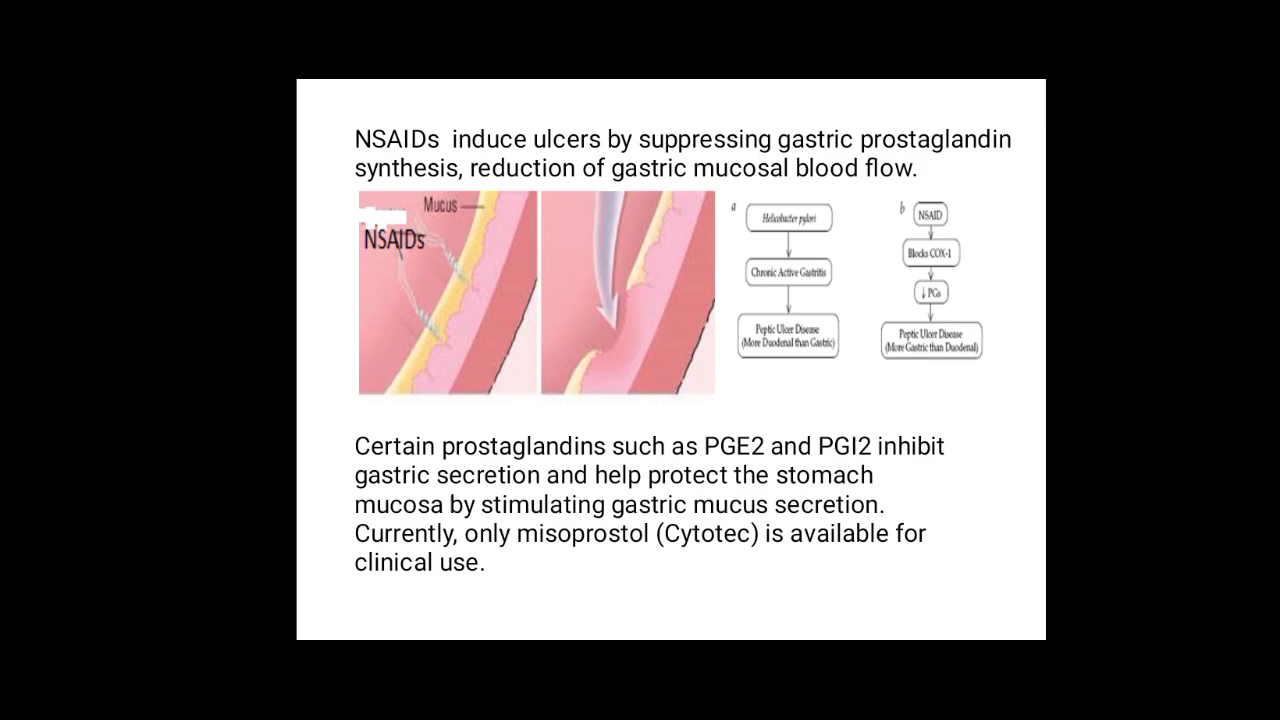 NSAIDs  induce ulcers by suppressing gastric prostaglandin
synthesis, reduction of gastric mucosal blood flow.
Mucus
NSAIDs
a
Helicobacter pylori
Chronic Active Gastritis
Peptic Ulcer Disease
(More Duodenal than Gastric)
b
NSAID
Blocks COX-1
↓ PGs
Peptic Ulcer Disease
(More Gastric than Duodenal)
Certain prostaglandins such as PGE2 and PGI2 inhibit
gastric secretion and help protect the stomach
mucosa by stimulating gastric mucus secretion.
Currently, only misoprostol (Cytotec) is available for
clinical use.